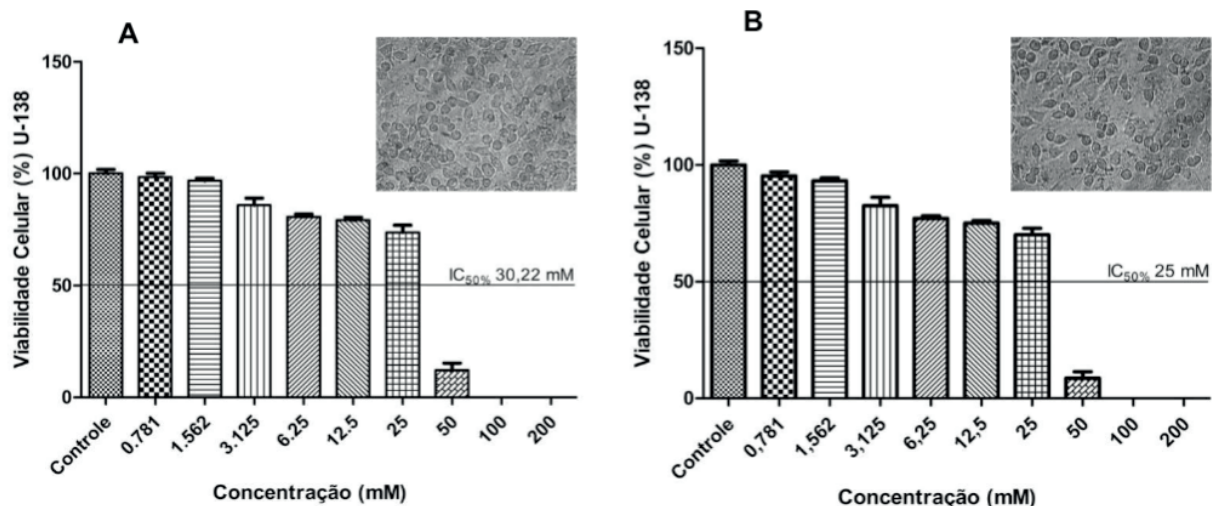 A
Viabilidade Celular (%) U-138
150
100
50
0
IC50% 30,22 mM
Controle
0.781
1.562
3.125
6.25
12.5
25
50
100
200
Concentração (mM)
B
Viabilidade Celular (%) U-138
150
100
50
0
IC50% 25 mM
Controle
0,781
1,562
3,125
6,25
12,5
25
50
100
200
Concentração (mM)